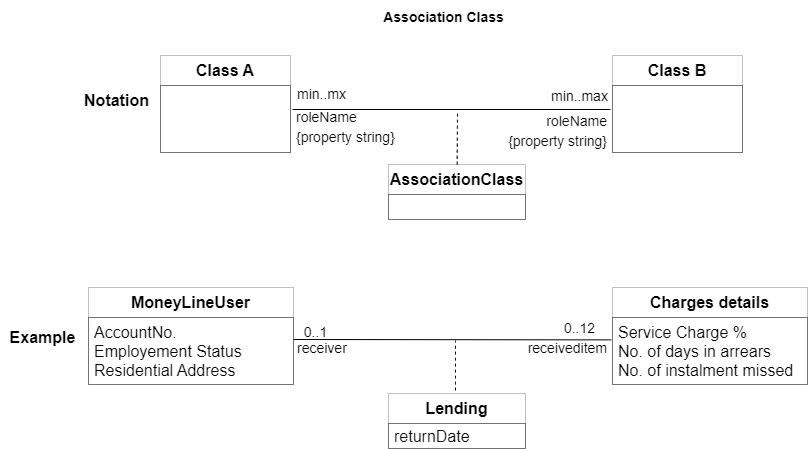 Association Class
Class A
Class B
Notation
min..mx
min..max
roleName
roleName
{property string}
{property string}
AssociationClass
MoneyLineUser
Charges details
Example
AccountNo.
Employement Status
Residential Address
0..1
0..12
receiver
receiveditem
Service Charge %
No. of days in arrears
No. of instalment missed
Lending
returnDate